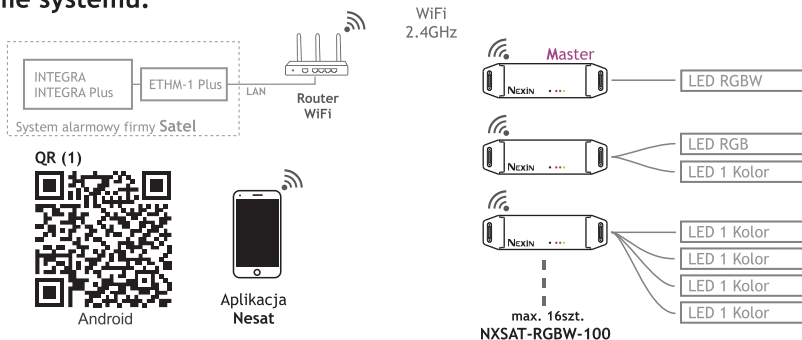 nie systemu:
WiFi
2.4GHz
INTEGRA
INTEGRA Plus
ETHM-1 Plus
LAN
System alarmowy firmy Satel
Router
WiFi
QR (1)
Android
Aplikacja
Nesat
Master
NEXIN
LED RGBW
NEXIN
LED RGB
LED 1 Kolor
NEXIN
LED 1 Kolor
LED 1 Kolor
LED 1 Kolor
LED 1 Kolor
max. 16szt.
NXSAT-RGBW-100